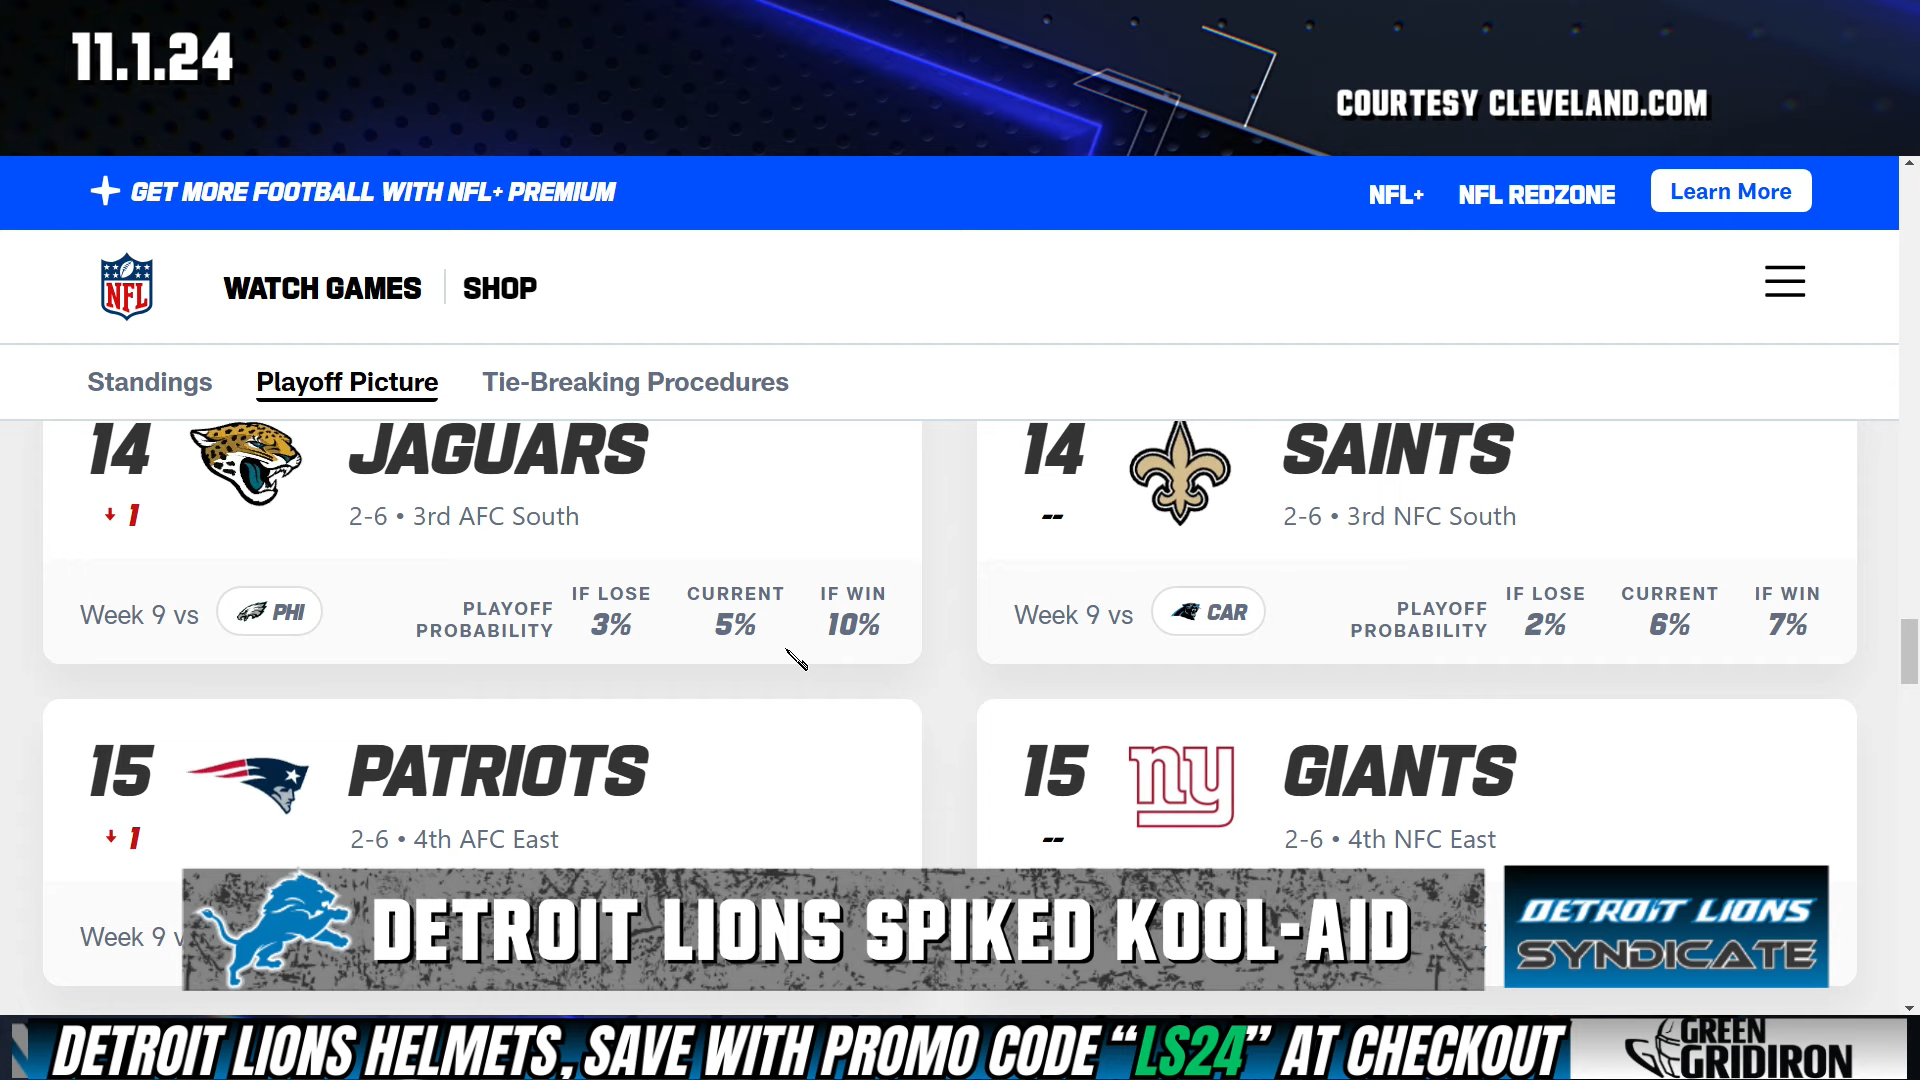 11.1.24
COURTESY CLEVELAND.COM
GET MORE FOOTBALL WITH NFL+ PREMIUM
NFL+ NFL REDZONE Learn More
NFL
WATCH GAMES SHOP
Standings Playoff Picture Tie-Breaking Procedures
14 JAGUARS
1 2-6 • 3rd AFC South
Week 9 vs PHI
PLAYOFF PROBABILITY
IF LOSE CURRENT IF WIN
3% 5% 10%
14 SAINTS
-- 2-6 • 3rd NFC South
Week 9 vs CAR
PLAYOFF PROBABILITY
IF LOSE CURRENT IF WIN
2% 6% 7%
15 PATRIOTS
1 2-6 • 4th AFC East
Week 9 v
15 ny GIANTS
-- 2-6 • 4th NFC East
DETROIT LIONS SPIKED KOOL-AID
DETROIT LIONS
SYNDICATE
DETROIT LIONS HELMETS, SAVE WITH PROMO CODE “LS24” AT CHECKOUT
GREEN
GRIDIRON